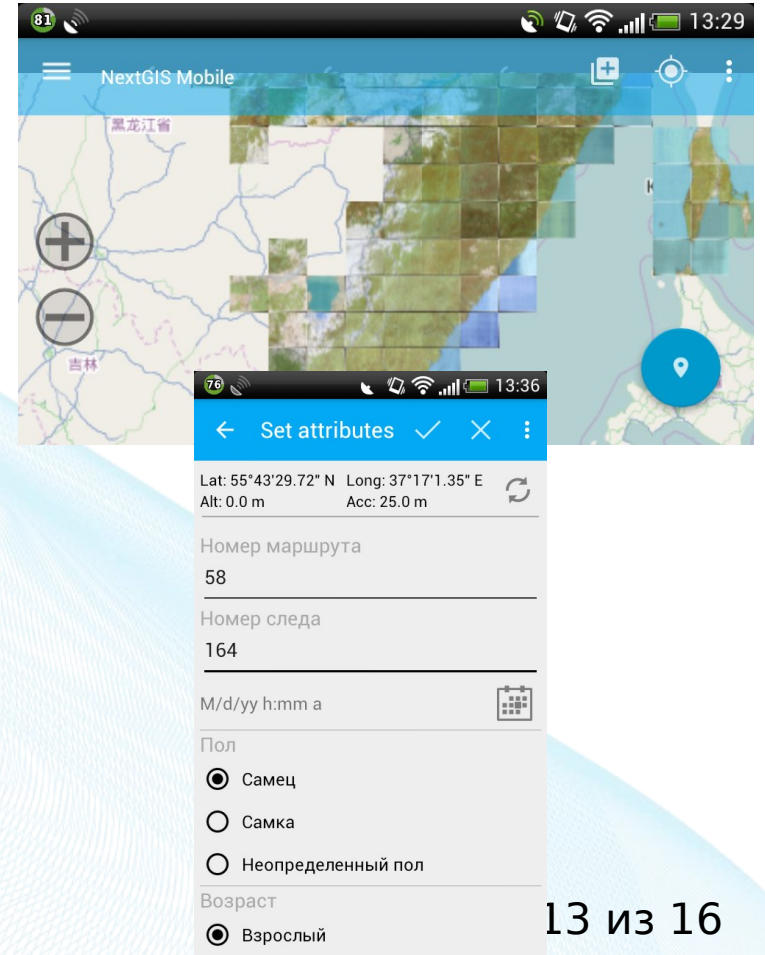 81
13:29
NextGIS Mobile
黑龙江省
吉林
76
13:36
Set attributes
Lat: 55°43'29.72" N Long: 37°17'1.35" E
Alt: 0.0 m Acc: 25.0 m
Номер маршрута
58
Номер следа
164
M/d/yy h:mm a
Пол
Самец
Самка
Неопределенный пол
Возраст
Взрослый
13 из 16